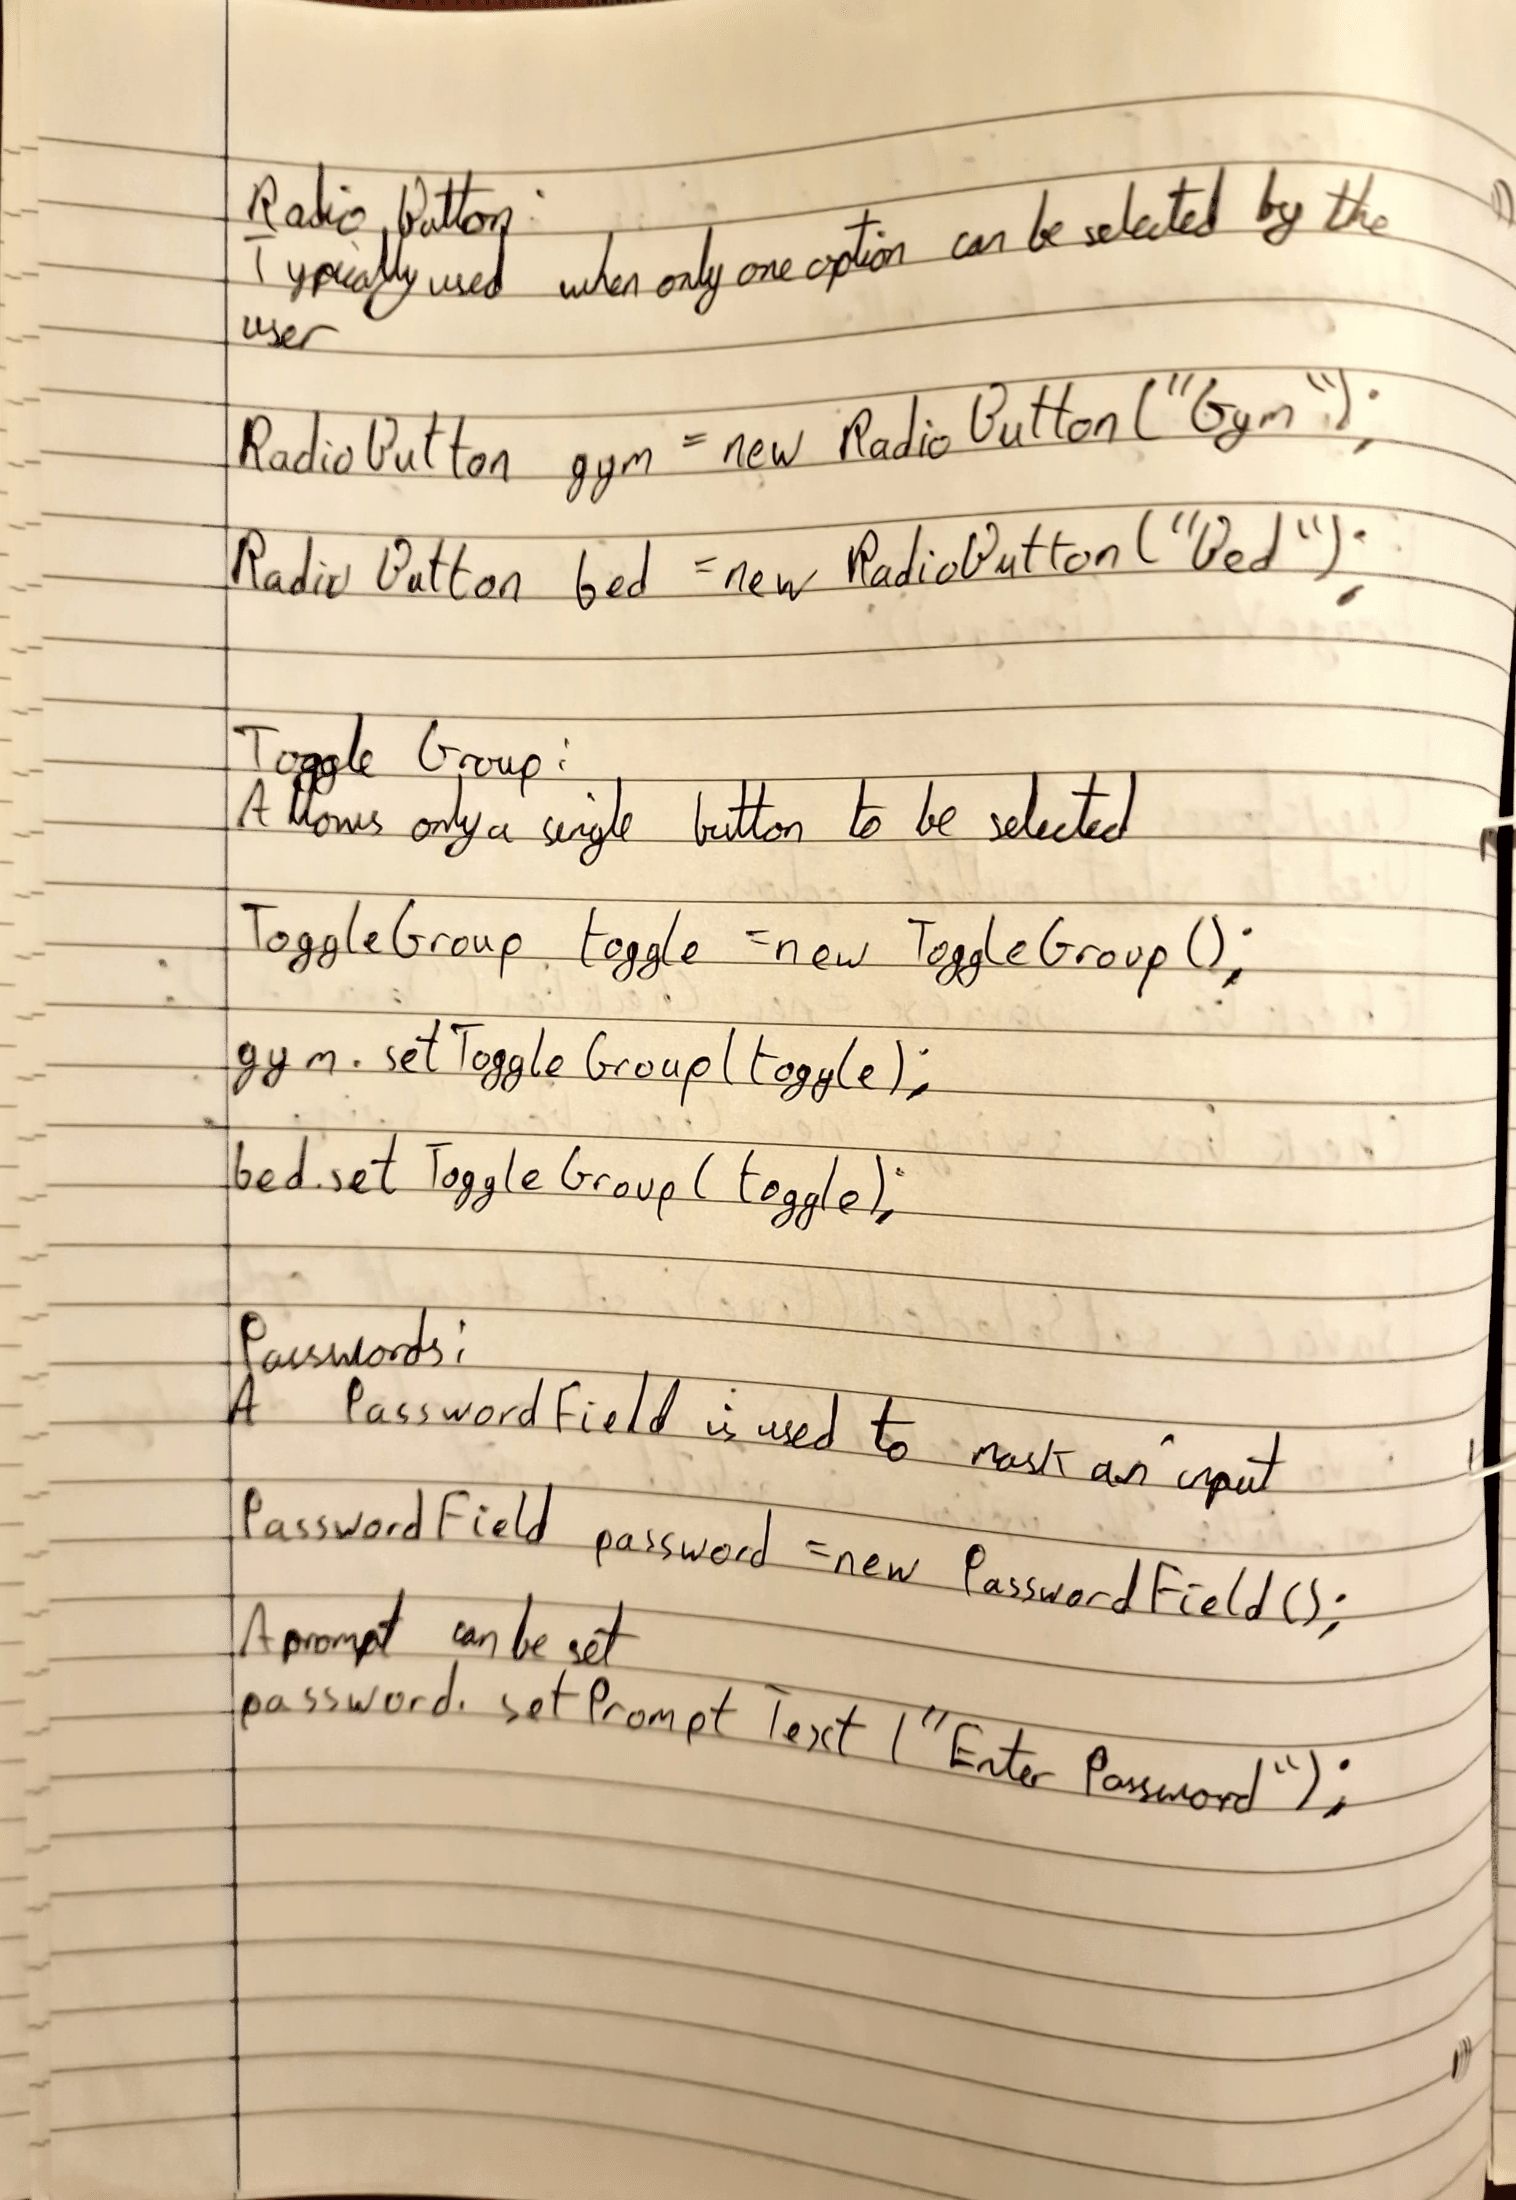 Radio Button:
Typically used when only one option can be selected by the
user
RadioButton gym = new RadioButton("Gym");
RadioButton bed = new RadioButton("Bed");
Toggle Group:
Allows only a single button to be selected
ToggleGroup toggle = new ToggleGroup();
gym.setToggleGroup(toggle);
bed.setToggleGroup(toggle);
Passwords:
A PasswordField is used to mask an input
PasswordField password = new PasswordField();
A prompt can be set
password.setPromptText("Enter Password");